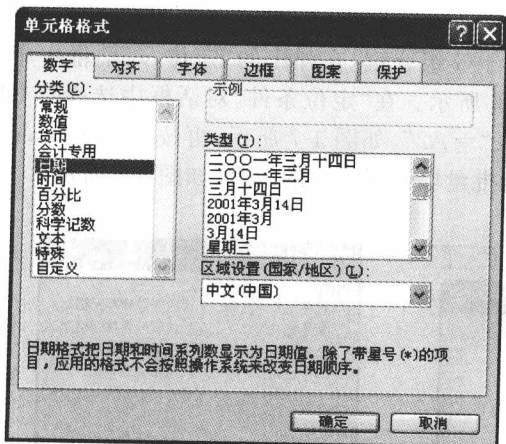 单元格格式
数字 对齐 字体 边框 图案 保护
分类(C):
常规
数值
货币
会计专用
日期
时间
百分比
分数
科学记数
文本
特殊
自定义
示例
类型(T):
二〇〇一年三月十四日
二〇〇一年三月
三月十四日
2001年3月14日
2001年3月
3月14日
星期三
区域设置(国家/地区)(L):
中文(中国)
日期格式把日期和时间系列数显示为日期值。除了带星号(*)的项
目，应用的格式不会按照操作系统来改变日期顺序。
确定 取消